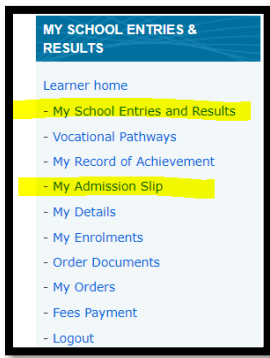 MY SCHOOL ENTRIES &
RESULTS
Learner home
- My School Entries and Results
- Vocational Pathways
- My Record of Achievement
- My Admission Slip
- My Details
- My Enrolments
- Order Documents
- My Orders
- Fees Payment
- Logout